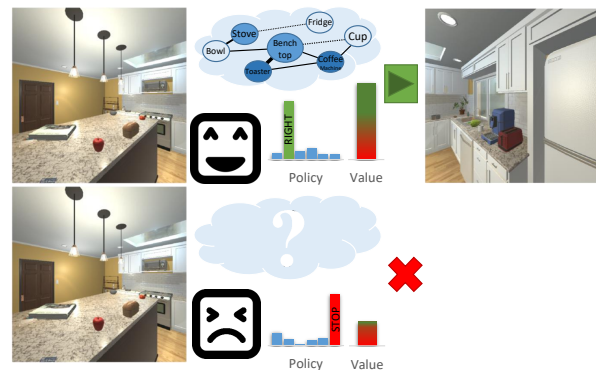 Stove
Fridge
Bowl
Bench
top
Cup
Toaster
Coffee
Machine
RIGHT
Policy
Value
?
STOP
Policy
Value